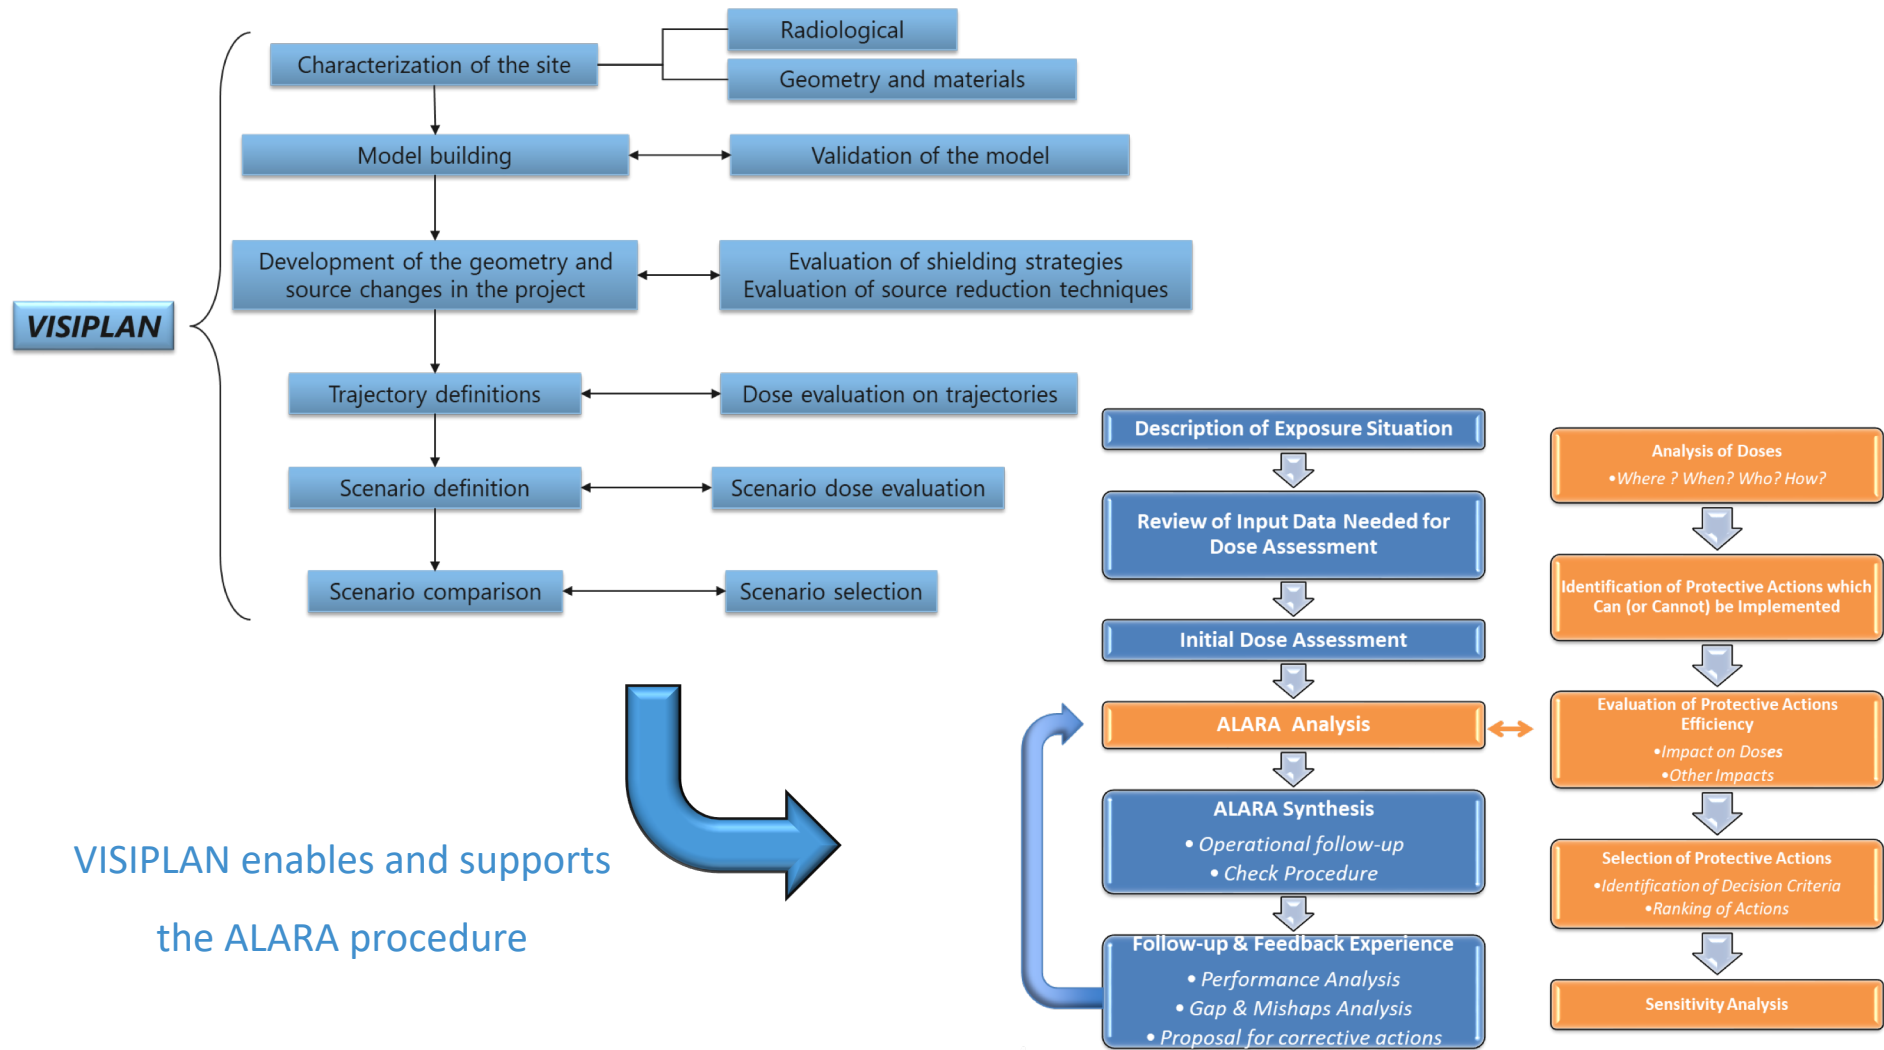 VISIPLAN
Characterization of the site
Radiological
Geometry and materials
Model building
Validation of the model
Development of the geometry and
source changes in the project
Evaluation of shielding strategies
Evaluation of source reduction techniques
Trajectory definitions
Dose evaluation on trajectories
Scenario definition
Scenario dose evaluation
Scenario comparison
Scenario selection
VISIPLAN enables and supports
the ALARA procedure
Description of Exposure Situation
Review of Input Data Needed for
Dose Assessment
Initial Dose Assessment
ALARA Analysis
ALARA Synthesis
• Operational follow-up
• Check Procedure
Follow-up & Feedback Experience
• Performance Analysis
• Gap & Mishaps Analysis
• Proposal for corrective actions
Analysis of Doses
•Where ? When? Who? How?
Identification of Protective Actions which
Can (or Cannot) be Implemented
Evaluation of Protective Actions
Efficiency
•Impact on Doses
•Other Impacts
Selection of Protective Actions
•Identification of Decision Criteria
•Ranking of Actions
Sensitivity Analysis